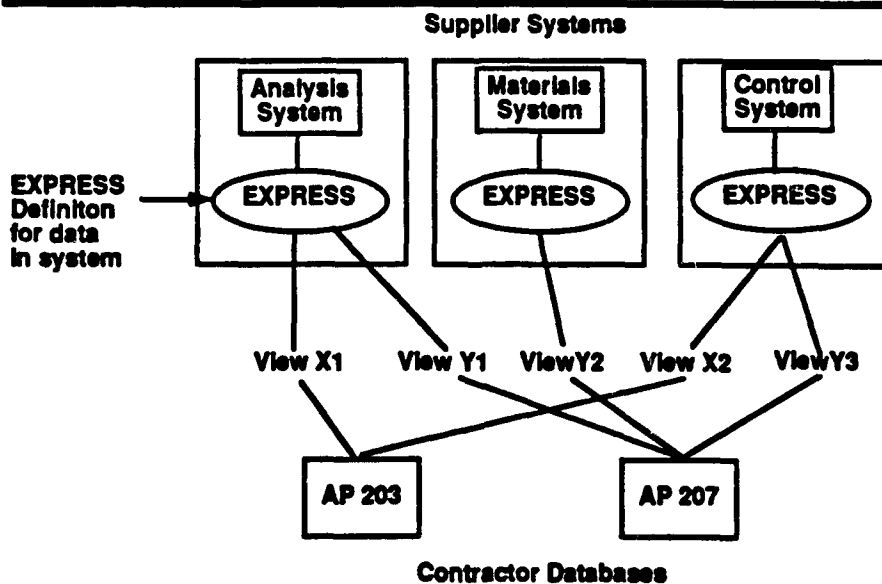 Supplier Systems
Analysis
System
Materials
System
Control
System
EXPRESS
Definiton
for data
in system
EXPRESS
EXPRESS
EXPRESS
View X1
View Y1
ViewY2
View X2
ViewY3
AP 203
AP 207
Contractor Databases